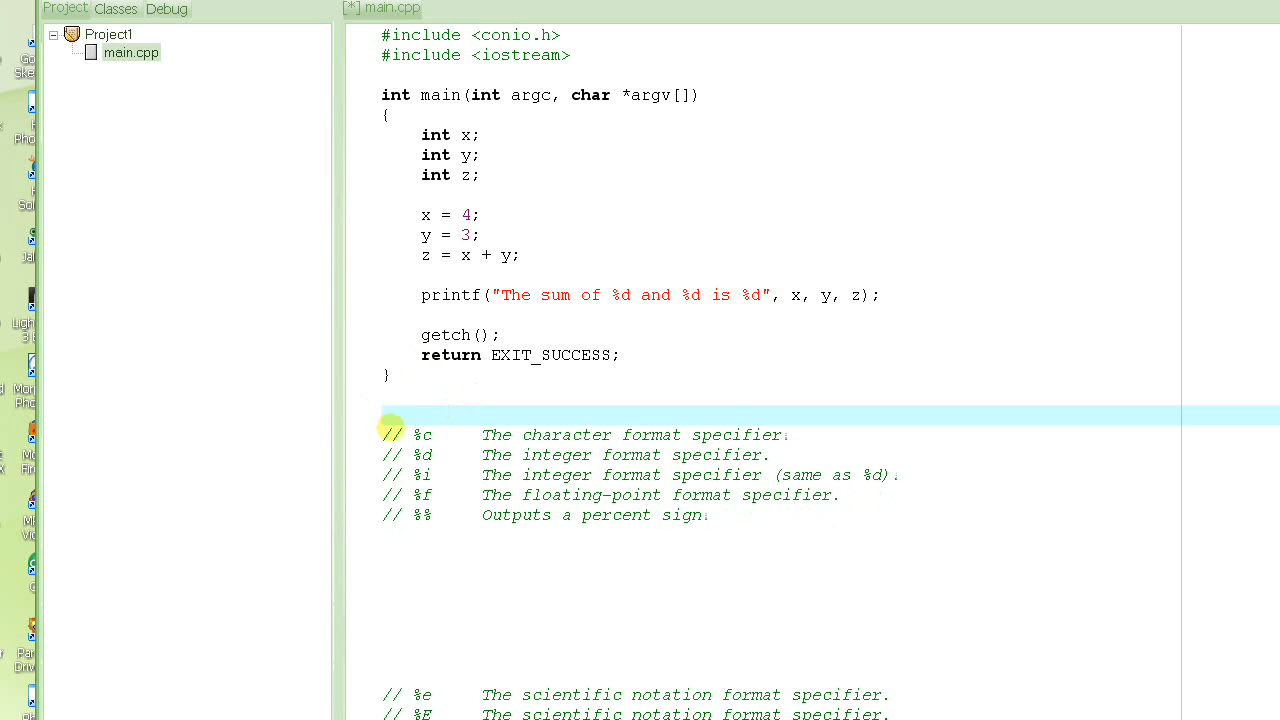 Project Classes Debug
[*] main.cpp
Project1
main.cpp
#include <conio.h>
#include <iostream>
int main(int argc, char *argv[])
{
int x;
int y;
int z;
x = 4;
y = 3;
z = x + y;
printf("The sum of %d and %d is %d", x, y, z);
getch();
return EXIT_SUCCESS;
}
// %c The character format specifier.
// %d The integer format specifier.
// %i The integer format specifier (same as %d).
// %f The floating-point format specifier.
// %% Outputs a percent sign.
// %e The scientific notation format specifier.
// %E The scientific notation format specifier.